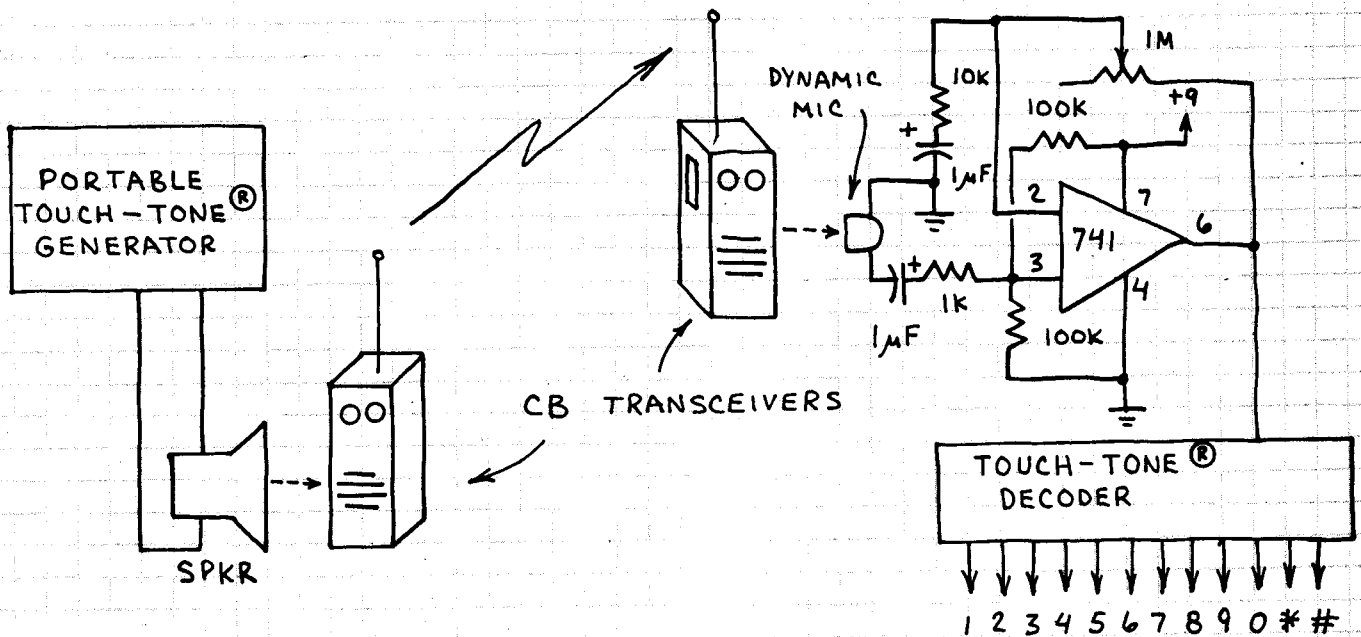 PORTABLE
TOUCH-TONE®
GENERATOR
SPKR
CB TRANSCEIVERS
DYNAMIC
MIC
10K
+
1μF
1M
100K
+9
2
7
741
6
3
4
+
1K
1μF
100K
TOUCH-TONE®
DECODER
1 2 3 4 5 6 7 8 9 0 * #